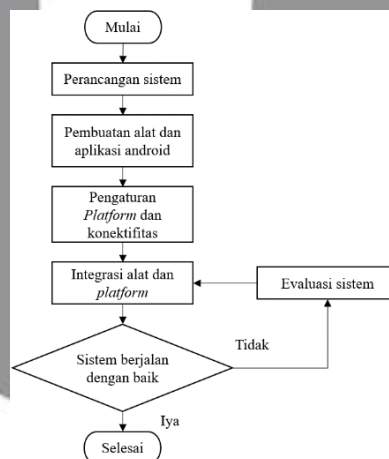 Mulai
Perancangan sistem
Pembuatan alat dan
aplikasi android
Pengaturan
Platform dan
konektifitas
Integrasi alat dan
platform
Evaluasi sistem
Sistem berjalan
dengan baik
Tidak
Iya
Selesai